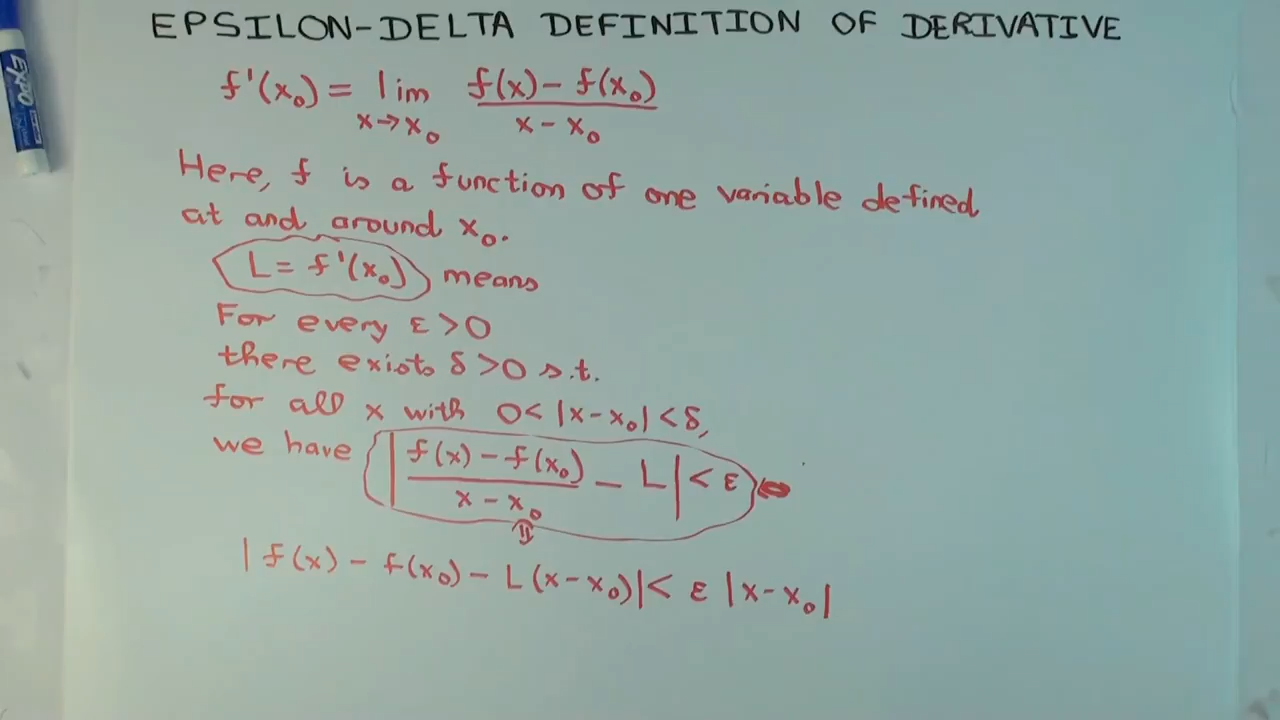 EPSILON-DELTA DEFINITION OF DERIVATIVE
f'(x₀) = lim x→x₀ (f(x) - f(x₀))/(x - x₀)
Here, f is a function of one variable defined
at and around x₀.
L = f'(x₀) means
For every ε > 0
there exists δ > 0 s.t.
for all x with 0 < |x - x₀| < δ,
we have |(f(x) - f(x₀))/(x - x₀) - L| < ε ⇔
⇕
|f(x) - f(x₀) - L(x - x₀)| < ε |x - x₀|
EXPO